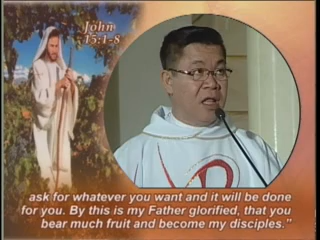 John
15:1-8
ask for whatever you want and it will be done
for you. By this is my Father glorified, that you
bear much fruit and become my disciples."